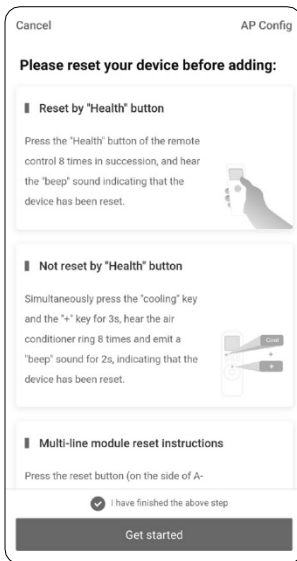 Cancel AP Config
Please reset your device before adding:
Reset by "Health" button
Press the "Health" button of the remote
control 8 times in succession, and hear
the "beep" sound indicating that the
device has been reset.
Not reset by "Health" button
Simultaneously press the "cooling" key
and the "+" key for 3s, hear the air
conditioner ring 8 times and emit a
"beep" sound for 2s, indicating that the
device has been reset.
Cool
+
+
Multi-line module reset instructions
Press the reset button (on the side of A-
I have finished the above step
Get started